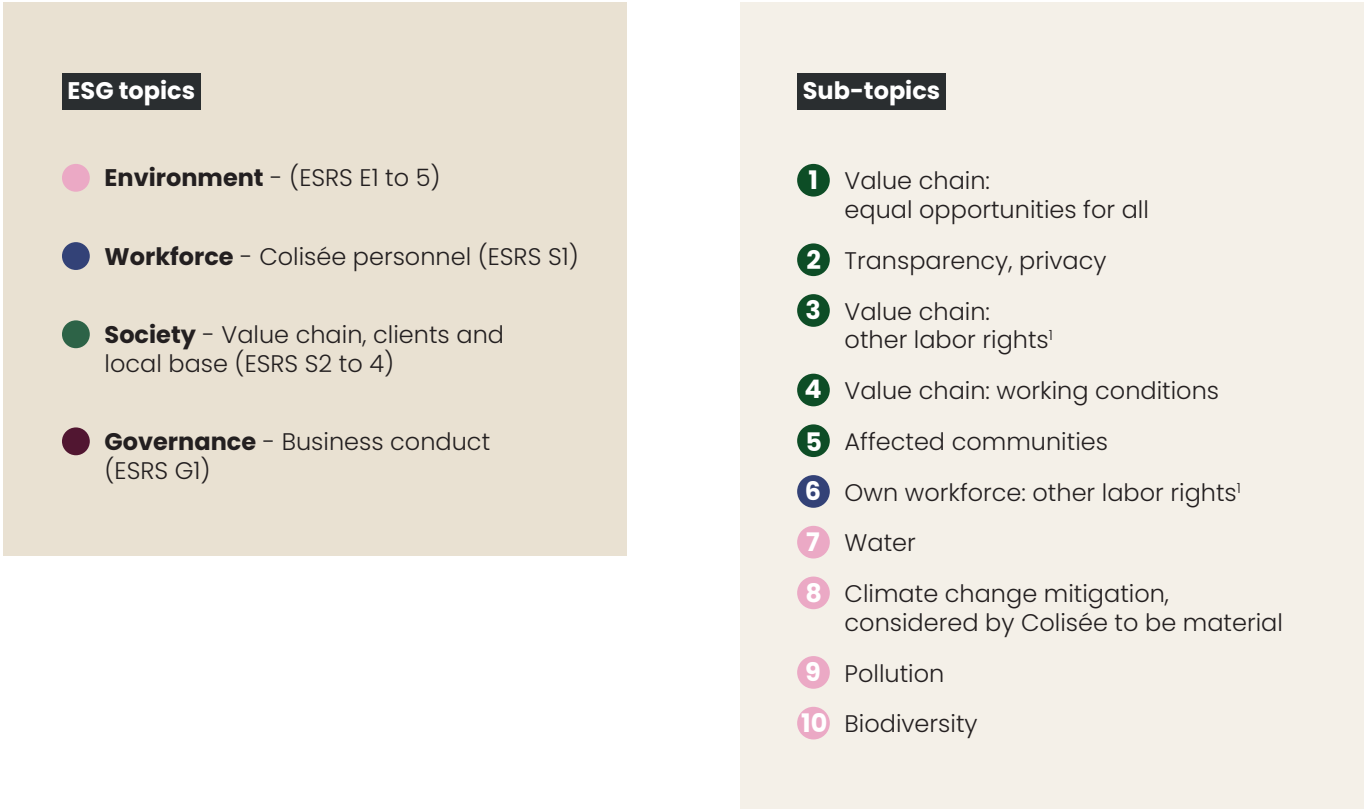 ESG topics
Environment - (ESRS E1 to 5)
Workforce - Colisée personnel (ESRS S1)
Society - Value chain, clients and
local base (ESRS S2 to 4)
Governance - Business conduct
(ESRS G1)
Sub-topics
1 Value chain:
equal opportunities for all
2 Transparency, privacy
3 Value chain:
other labor rights¹
4 Value chain: working conditions
5 Affected communities
6 Own workforce: other labor rights¹
7 Water
8 Climate change mitigation,
considered by Colisée to be material
9 Pollution
10 Biodiversity